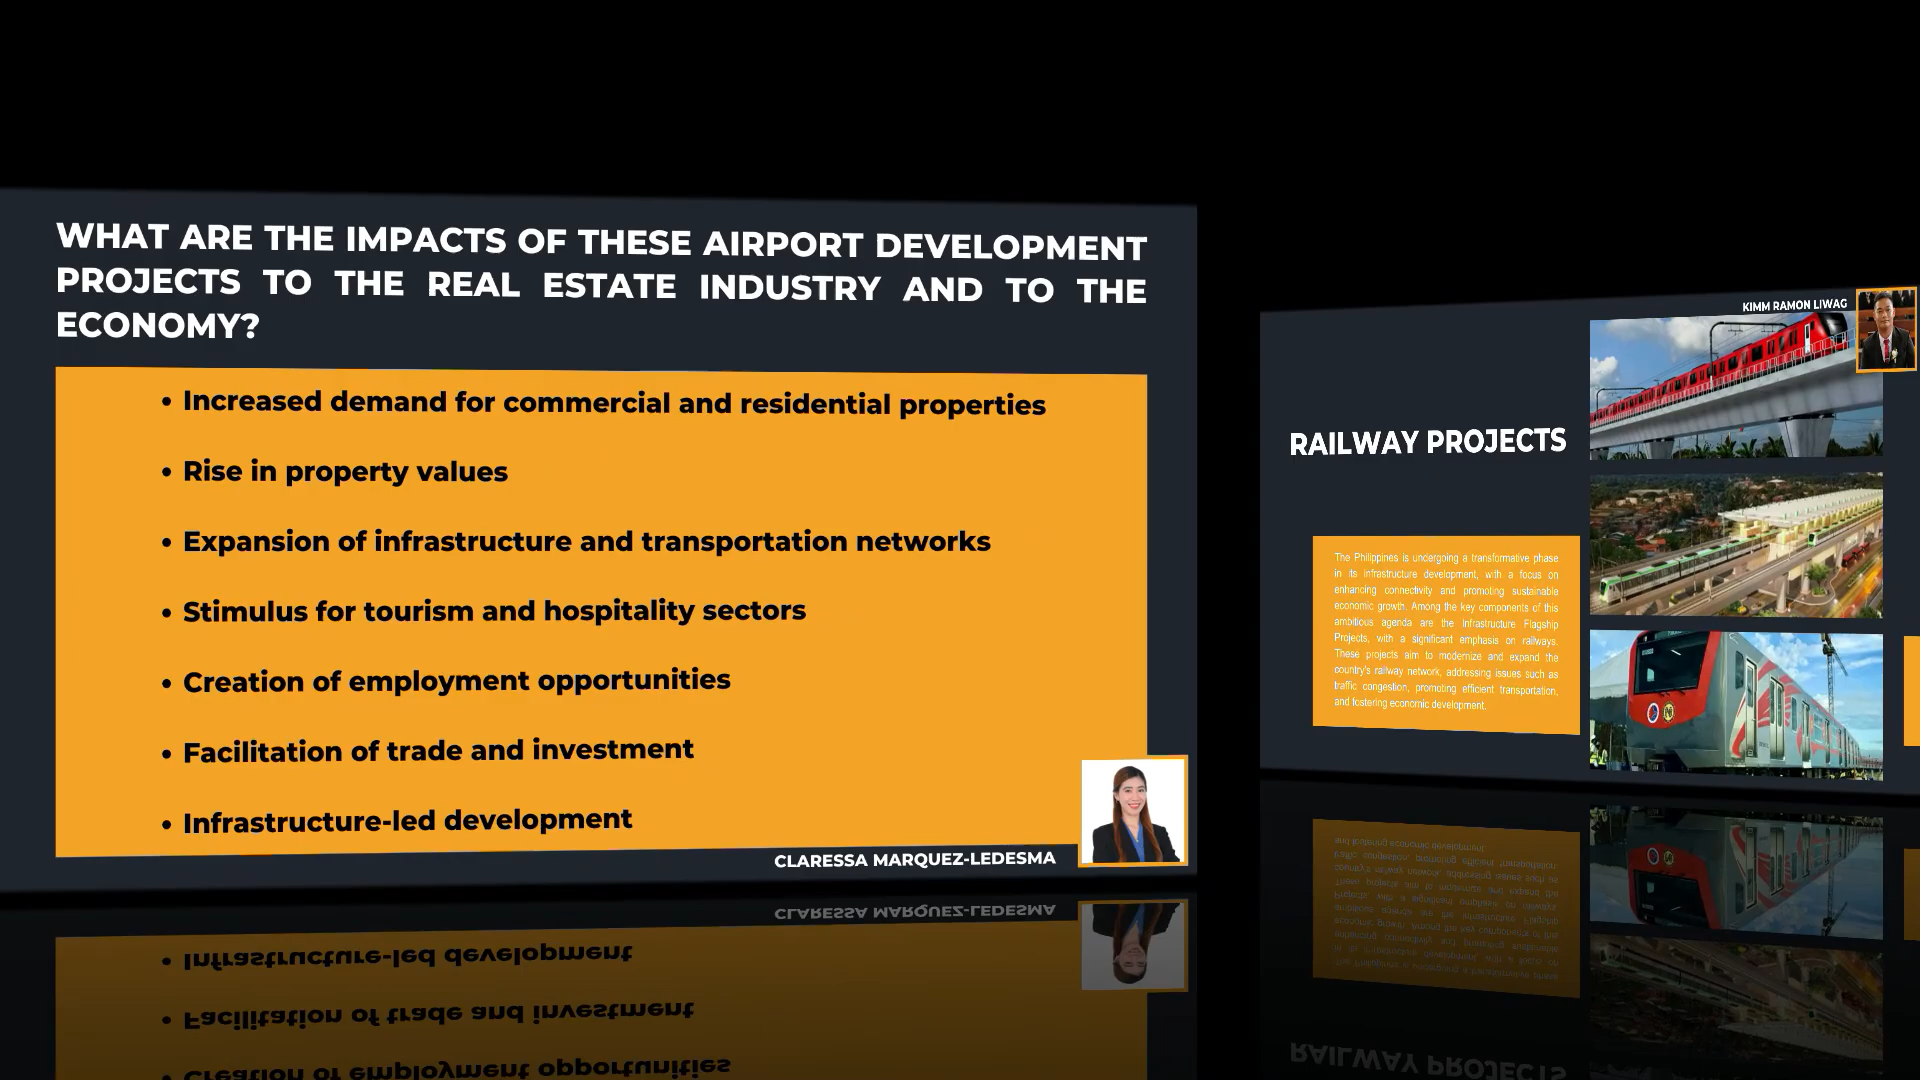 WHAT ARE THE IMPACTS OF THESE AIRPORT DEVELOPMENT
PROJECTS TO THE REAL ESTATE INDUSTRY AND TO THE
ECONOMY?
• Increased demand for commercial and residential properties
• Rise in property values
• Expansion of infrastructure and transportation networks
• Stimulus for tourism and hospitality sectors
• Creation of employment opportunities
• Facilitation of trade and investment
• Infrastructure-led development
CLARESSA MARQUEZ-LEDESMA
KIMM RAMON LIWAG
RAILWAY PROJECTS
The Philippines is undergoing a transformative phase
in its infrastructure development, with a focus on
enhancing connectivity and promoting sustainable
economic growth. Among the key components of this
ambitious agenda are the Infrastructure Flagship
Projects, with a significant emphasis on railways.
These projects aim to modernize and expand the
country's railway network, addressing issues such as
traffic congestion, promoting efficient transportation,
and fostering economic development.